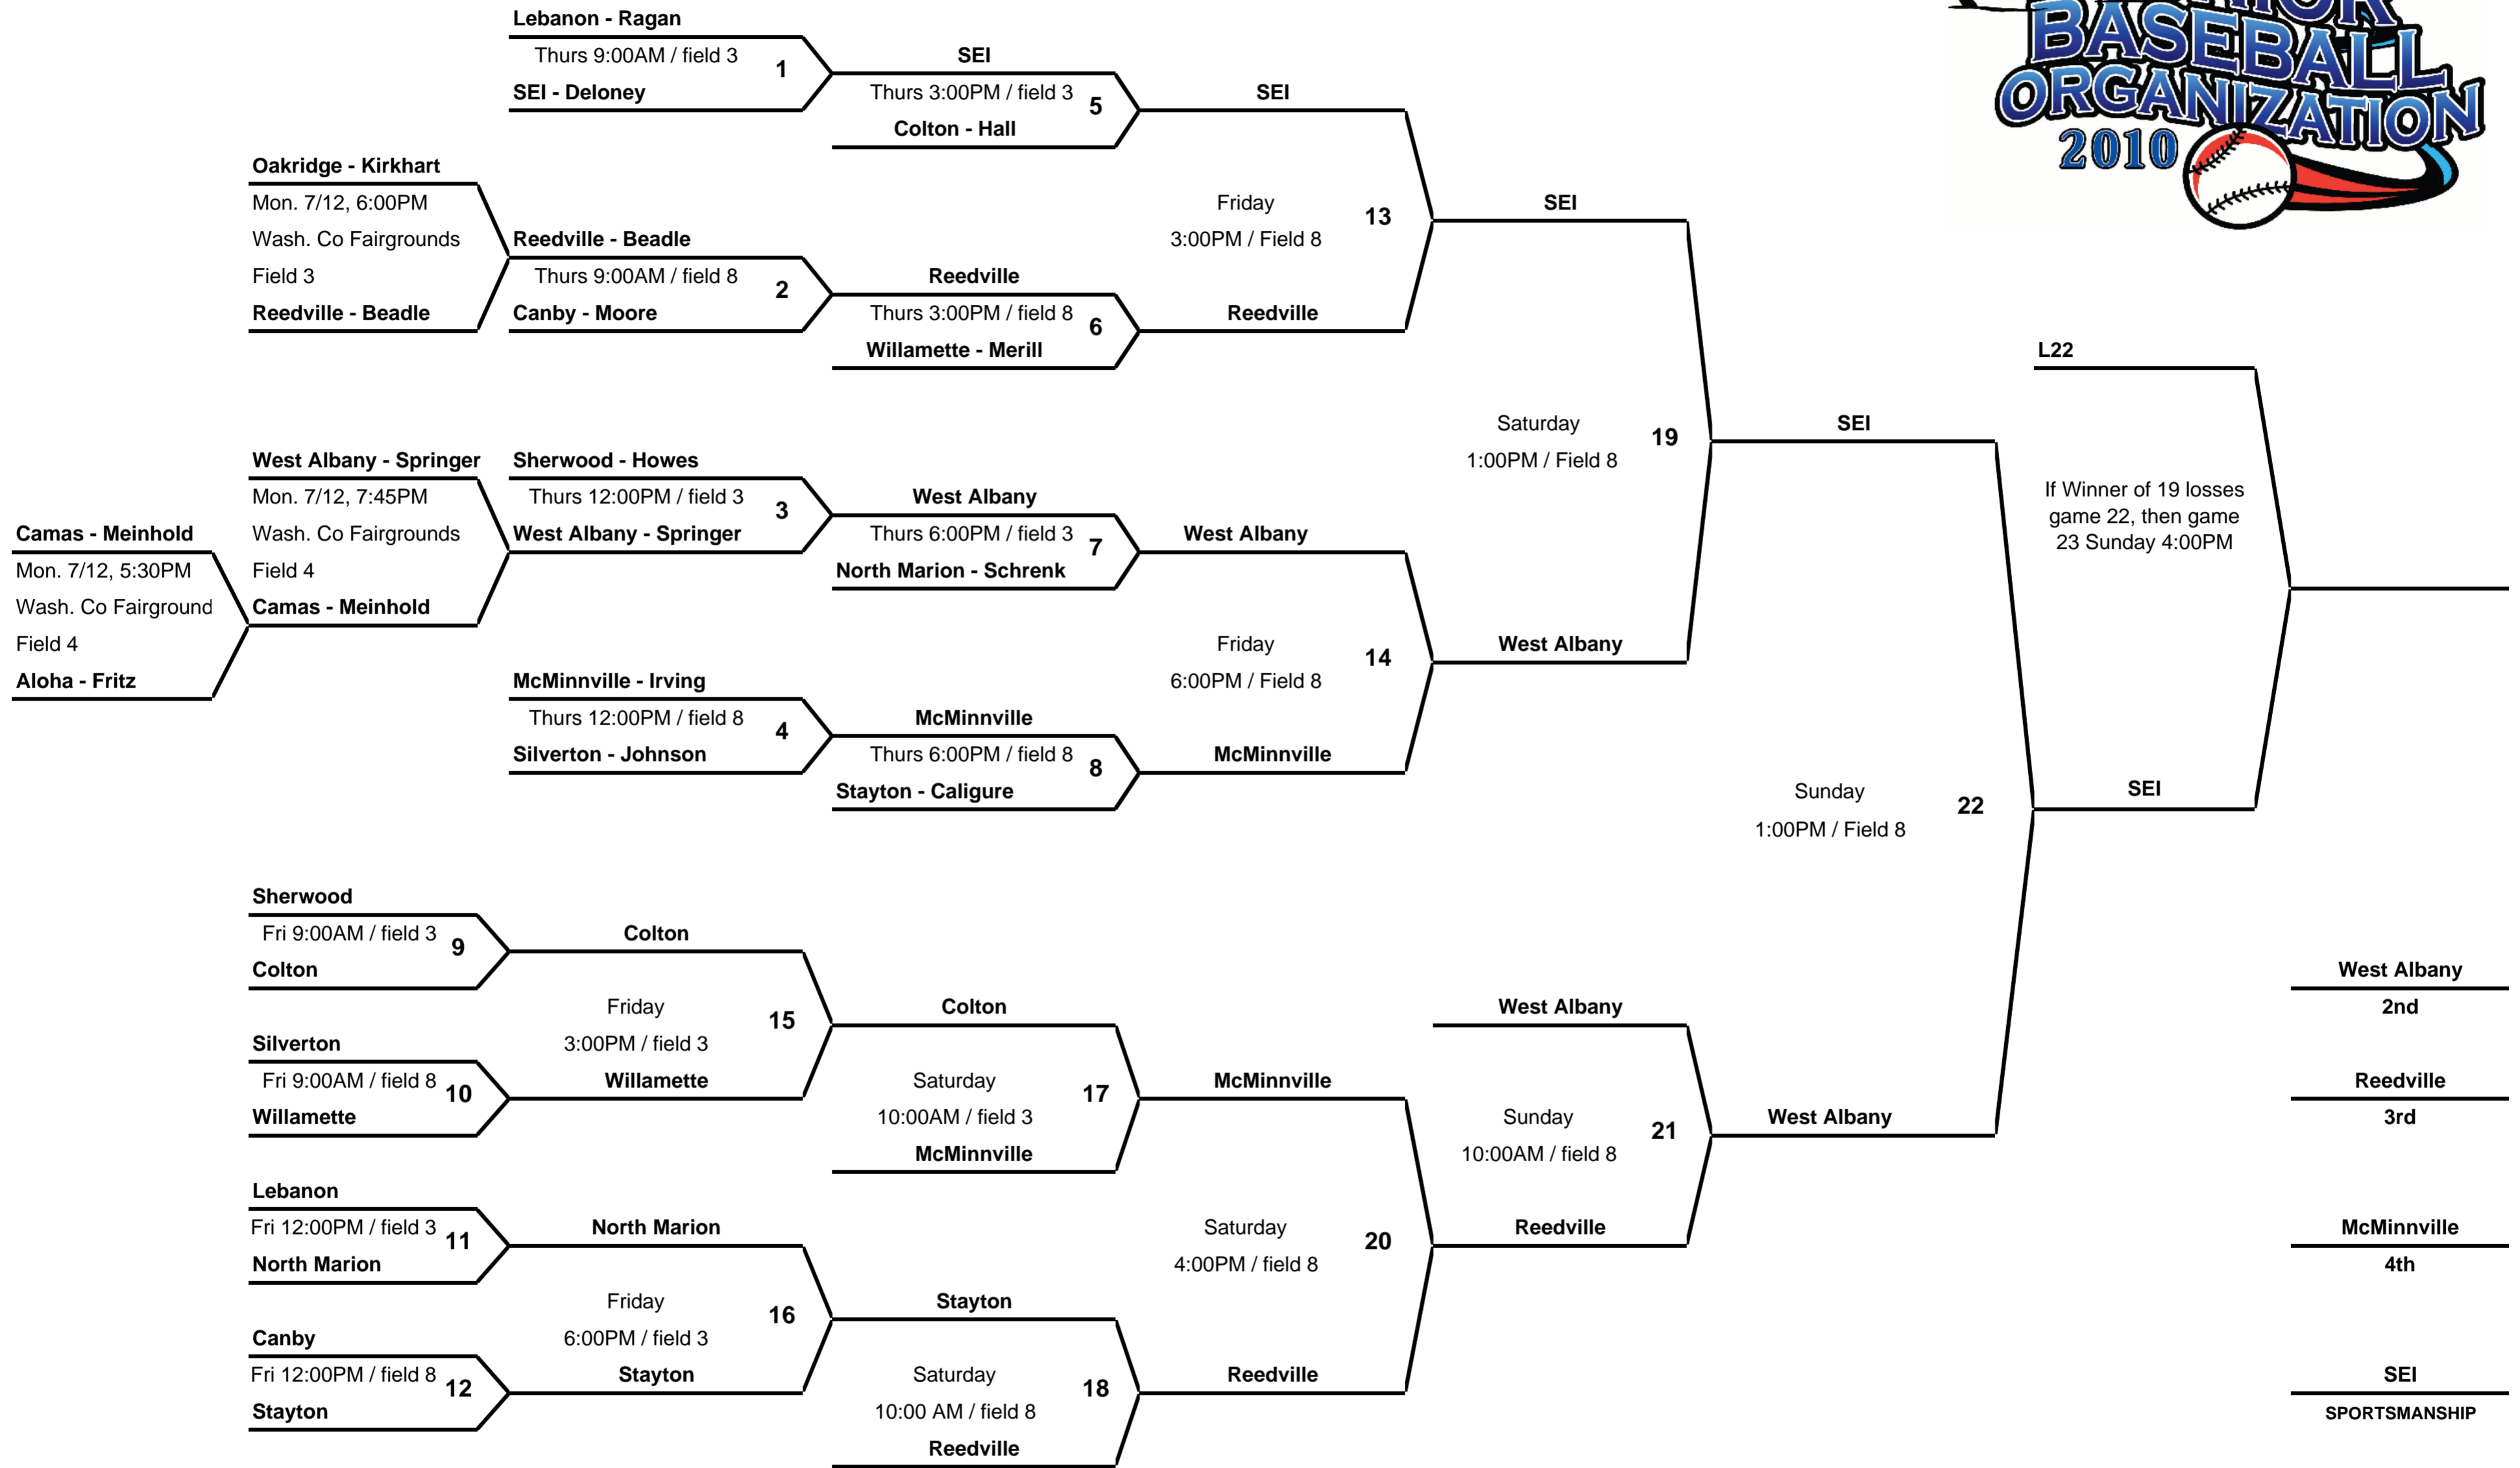 Lebanon - Ragan
Thurs 9:00AM / field 3
1
SEI - Deloney
SEI
Thurs 3:00PM / field 3
5
Colton - Hall
SEI
BASEBALL
ORGANIZATION
2010
Oakridge - Kirkhart
Mon. 7/12, 6:00PM
Wash. Co Fairgrounds
Field 3
Reedville - Beadle
Reedville - Beadle
Thurs 9:00AM / field 8
2
Canby - Moore
Reedville
Thurs 3:00PM / field 8
6
Willamette - Merill
Friday
13
3:00PM / Field 8
Reedville
SEI
L22
Camas - Meinhold
Mon. 7/12, 5:30PM
Wash. Co Fairground
Field 4
Aloha - Fritz
West Albany - Springer
Mon. 7/12, 7:45PM
Wash. Co Fairgrounds
Field 4
Camas - Meinhold
Sherwood - Howes
Thurs 12:00PM / field 3
3
West Albany - Springer
West Albany
Thurs 6:00PM / field 3
7
North Marion - Schrenk
West Albany
Saturday
19
1:00PM / Field 8
SEI
If Winner of 19 losses
game 22, then game
23 Sunday 4:00PM
McMinnville - Irving
Thurs 12:00PM / field 8
4
Silverton - Johnson
McMinnville
Thurs 6:00PM / field 8
8
Stayton - Caligure
Friday
14
6:00PM / Field 8
McMinnville
West Albany
Sunday
22
1:00PM / Field 8
SEI
Sherwood
Fri 9:00AM / field 3
9
Colton
Colton
Friday
15
3:00PM / field 3
Willamette
Silverton
Fri 9:00AM / field 8
10
Willamette
Colton
Saturday
17
10:00AM / field 3
McMinnville
McMinnville
West Albany
Sunday
21
10:00AM / field 8
Reedville
West Albany
Lebanon
Fri 12:00PM / field 3
11
North Marion
North Marion
Friday
16
6:00PM / field 3
Stayton
Canby
Fri 12:00PM / field 8
12
Stayton
Stayton
Saturday
18
10:00 AM / field 8
Reedville
Saturday
20
4:00PM / field 8
Reedville
West Albany
2nd
Reedville
3rd
McMinnville
4th
SEI
SPORTSMANSHIP